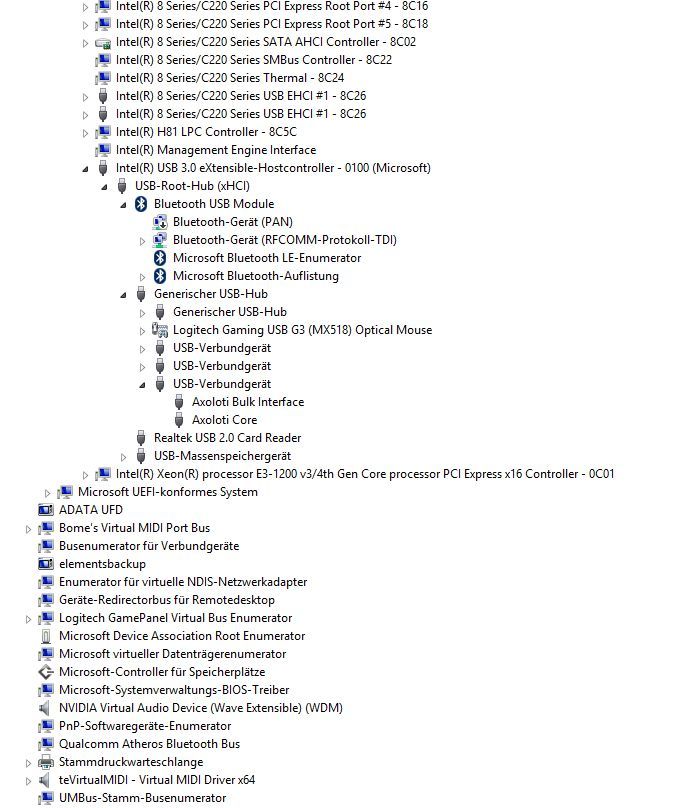 Intel(R) 8 Series/C220 Series PCI Express Root Port #4 - 8C16
Intel(R) 8 Series/C220 Series PCI Express Root Port #5 - 8C18
Intel(R) 8 Series/C220 Series SATA AHCI Controller - 8C02
Intel(R) 8 Series/C220 Series SMBus Controller - 8C22
Intel(R) 8 Series/C220 Series Thermal - 8C24
Intel(R) 8 Series/C220 Series USB EHCI #1 - 8C26
Intel(R) 8 Series/C220 Series USB EHCI #1 - 8C26
Intel(R) H81 LPC Controller - 8C5C
Intel(R) Management Engine Interface
Intel(R) USB 3.0 eXtensible-Hostcontroller - 0100 (Microsoft)
USB-Root-Hub (xHCI)
Bluetooth USB Module
Bluetooth-Gerät (PAN)
Bluetooth-Gerät (RFCOMM-Protokoll-TDI)
Microsoft Bluetooth LE-Enumerator
Microsoft Bluetooth-Auflistung
Generischer USB-Hub
Generischer USB-Hub
Logitech Gaming USB G3 (MX518) Optical Mouse
USB-Verbundgerät
USB-Verbundgerät
USB-Verbundgerät
Axoloti Bulk Interface
Axoloti Core
Realtek USB 2.0 Card Reader
USB-Massenspeichergerät
Intel(R) Xeon(R) processor E3-1200 v3/4th Gen Core processor PCI Express x16 Controller - 0C01
Microsoft UEFI-konformes System
ADATA UFD
Bome's Virtual MIDI Port Bus
Busenumerator für Verbundgeräte
elementsbackup
Enumerator für virtuelle NDIS-Netzwerkadapter
Geräte-Redirectorbus für Remotedesktop
Logitech GamePanel Virtual Bus Enumerator
Microsoft Device Association Root Enumerator
Microsoft virtueller Datenträgerenumerator
Microsoft-Controller für Speicherplätze
Microsoft-Systemverwaltungs-BIOS-Treiber
NVIDIA Virtual Audio Device (Wave Extensible) (WDM)
PnP-Softwaregeräte-Enumerator
Qualcomm Atheros Bluetooth Bus
Stammdruckwarteschlange
teVirtualMIDI - Virtual MIDI Driver x64
UMBus-Stamm-Busenumerator